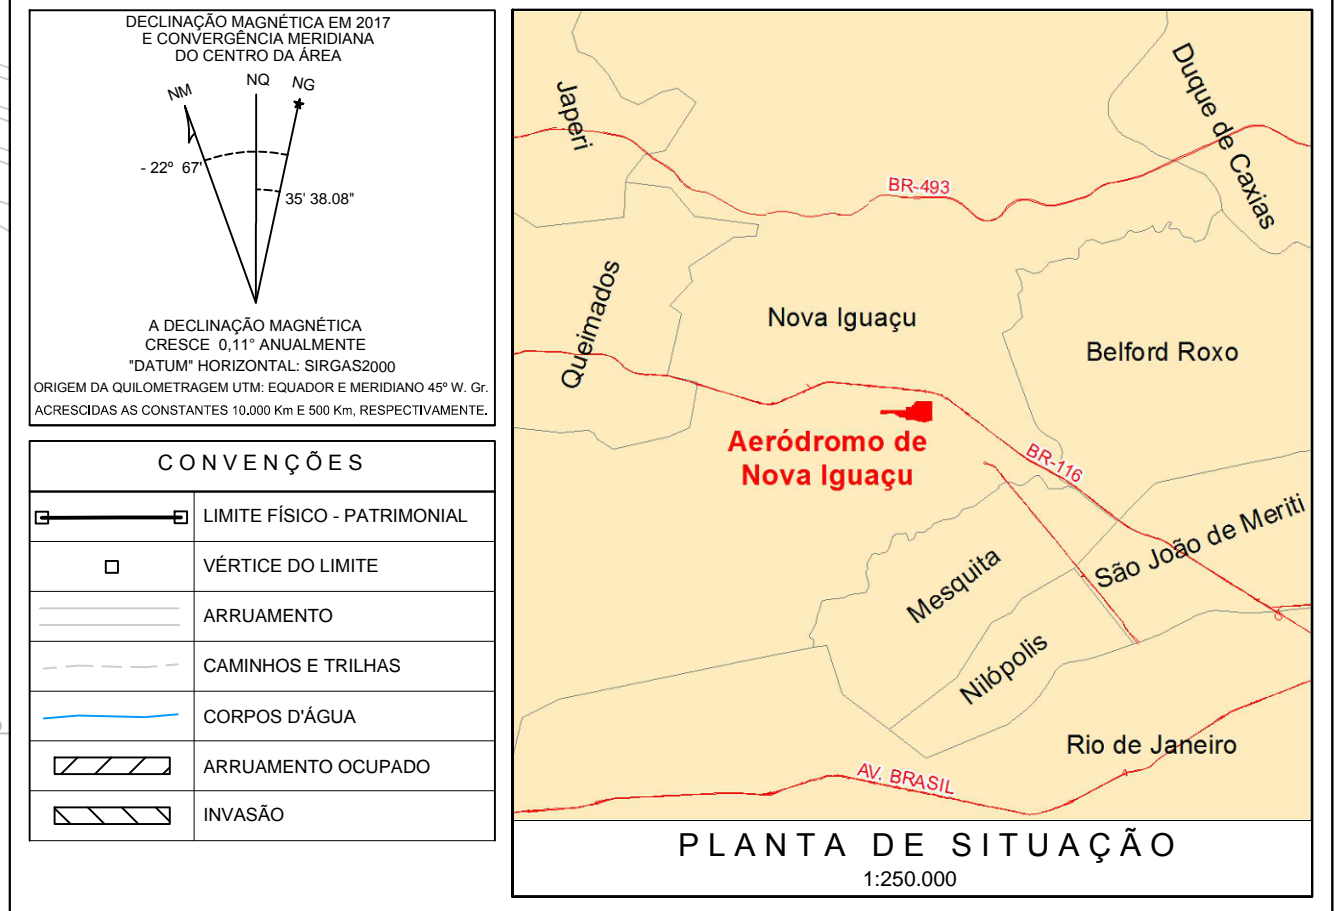 DECLINAÇÃO MAGNÉTICA EM 2017
E CONVERGÊNCIA MERIDIANA
DO CENTRO DA ÁREA
NM
NQ
NG
- 22º 67'
35' 38.08"
A DECLINAÇÃO MAGNÉTICA
CRESCE 0,11° ANUALMENTE
"DATUM" HORIZONTAL: SIRGAS2000
ORIGEM DA QUILOMETRAGEM UTM: EQUADOR E MERIDIANO 45º W. Gr.
ACRESCIDAS AS CONSTANTES 10.000 Km E 500 Km, RESPECTIVAMENTE.
CONVENÇÕES
LIMITE FÍSICO - PATRIMONIAL
VÉRTICE DO LIMITE
ARRUAMENTO
CAMINHOS E TRILHAS
CORPOS D'ÁGUA
ARRUAMENTO OCUPADO
INVASÃO
Japeri
Duque de Caxias
BR-493
Queimados
Nova Iguaçu
Belford Roxo
Aeródromo de
Nova Iguaçu
BR-116
São João de Meriti
Mesquita
Nilópolis
Rio de Janeiro
AV. BRASIL
PLANTA DE SITUAÇÃO
1:250.000